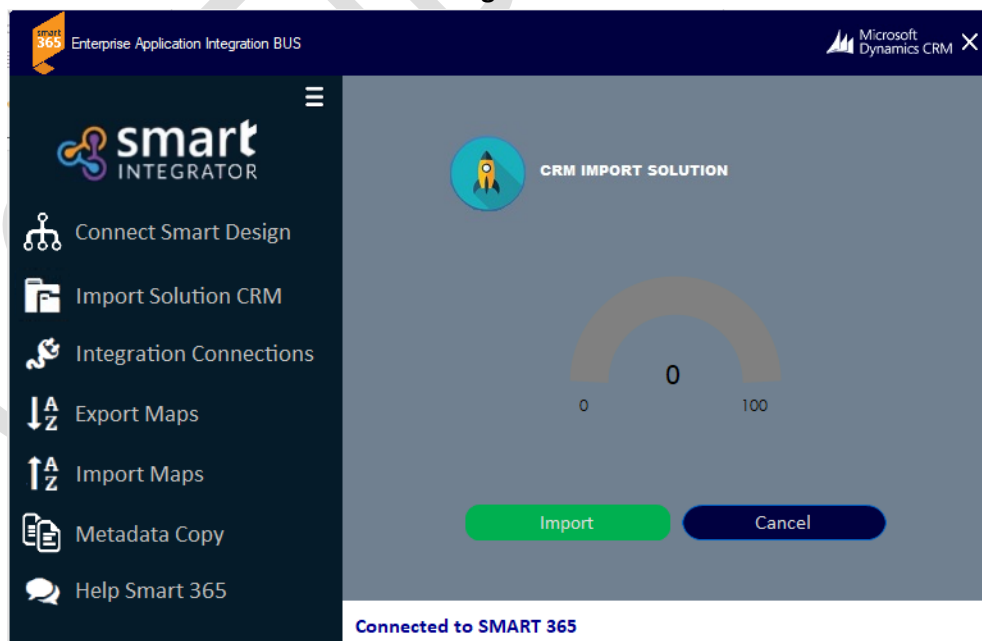 smart
365
Enterprise Application Integration BUS
Microsoft
Dynamics CRM
smart
INTEGRATOR
Connect Smart Design
Import Solution CRM
Integration Connections
A
Z
Export Maps
A
Z
Import Maps
Metadata Copy
Help Smart 365
CRM IMPORT SOLUTION
0
0 100
Import Cancel
Connected to SMART 365